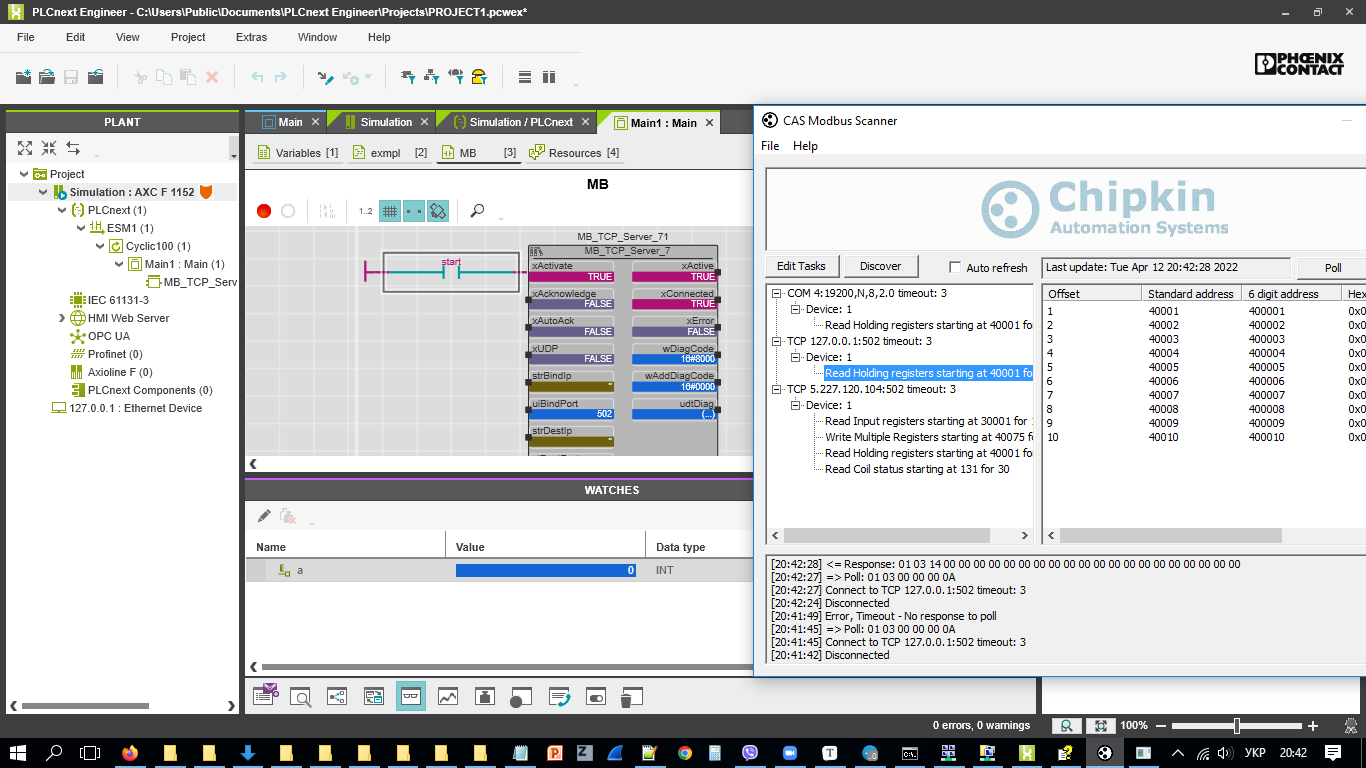 PLCnext Engineer - C:\Users\Public\Documents\PLCnext Engineer\Projects\PROJECT1.pcwex*
File Edit View Project Extras Window Help
PHŒNIX
CONTACT
PLANT
Project
Simulation : AXC F 1152
PLCnext (1)
ESM1 (1)
Cyclic100 (1)
Main1 : Main (1)
MB_TCP_Serv
IEC 61131-3
HMI Web Server
OPC UA
Profinet (0)
Axioline F (0)
PLCnext Components (0)
127.0.0.1 : Ethernet Device
Main
Simulation
Simulation / PLCnext
Main1 : Main
Variables [1]
exmpl [2]
MB [3]
Resources [4]
MB
1..2
MB_TCP_Server_71
MB_TCP_Server_7
start
xActivate xActive
TRUE TRUE
xAcknowledge xConnected
FALSE TRUE
xAutoAck xError
FALSE FALSE
xUDP wDiagCode
FALSE 16#8000
strBindIp wAddDiagCode
'' 16#0000
uiBindPort udtDiag
502 (...)
strDestIp
''
WATCHES
Name Value Data type
a 0 INT
CAS Modbus Scanner
File Help
Chipkin
Automation Systems
Edit Tasks
Discover
Auto refresh
Last update: Tue Apr 12 20:42:28 2022
Poll
COM 4:19200,N,8,2.0 timeout: 3
Device: 1
Read Holding registers starting at 40001 fo
TCP 127.0.0.1:502 timeout: 3
Device: 1
Read Holding registers starting at 40001 fo
TCP 5.227.120.104:502 timeout: 3
Device: 1
Read Input registers starting at 30001 for
Write Multiple Registers starting at 40075 f
Read Holding registers starting at 40001 fo
Read Coil status starting at 131 for 30
Offset Standard address 6 digit address Hex
1 40001 400001 0x0
2 40002 400002 0x0
3 40003 400003 0x0
4 40004 400004 0x0
5 40005 400005 0x0
6 40006 400006 0x0
7 40007 400007 0x0
8 40008 400008 0x0
9 40009 400009 0x0
10 40010 400010 0x0
[20:42:28] <= Response: 01 03 14 00 00 00 00 00 00 00 00 00 00 00 00 00 00 00 00 00 00 00 00
[20:42:27] => Poll: 01 03 00 00 00 0A
[20:42:27] Connect to TCP 127.0.0.1:502 timeout: 3
[20:42:24] Disconnected
[20:41:49] Error, Timeout - No response to poll
[20:41:45] => Poll: 01 03 00 00 00 0A
[20:41:45] Connect to TCP 127.0.0.1:502 timeout: 3
[20:41:42] Disconnected
0 errors, 0 warnings
100%
УКР
20:42